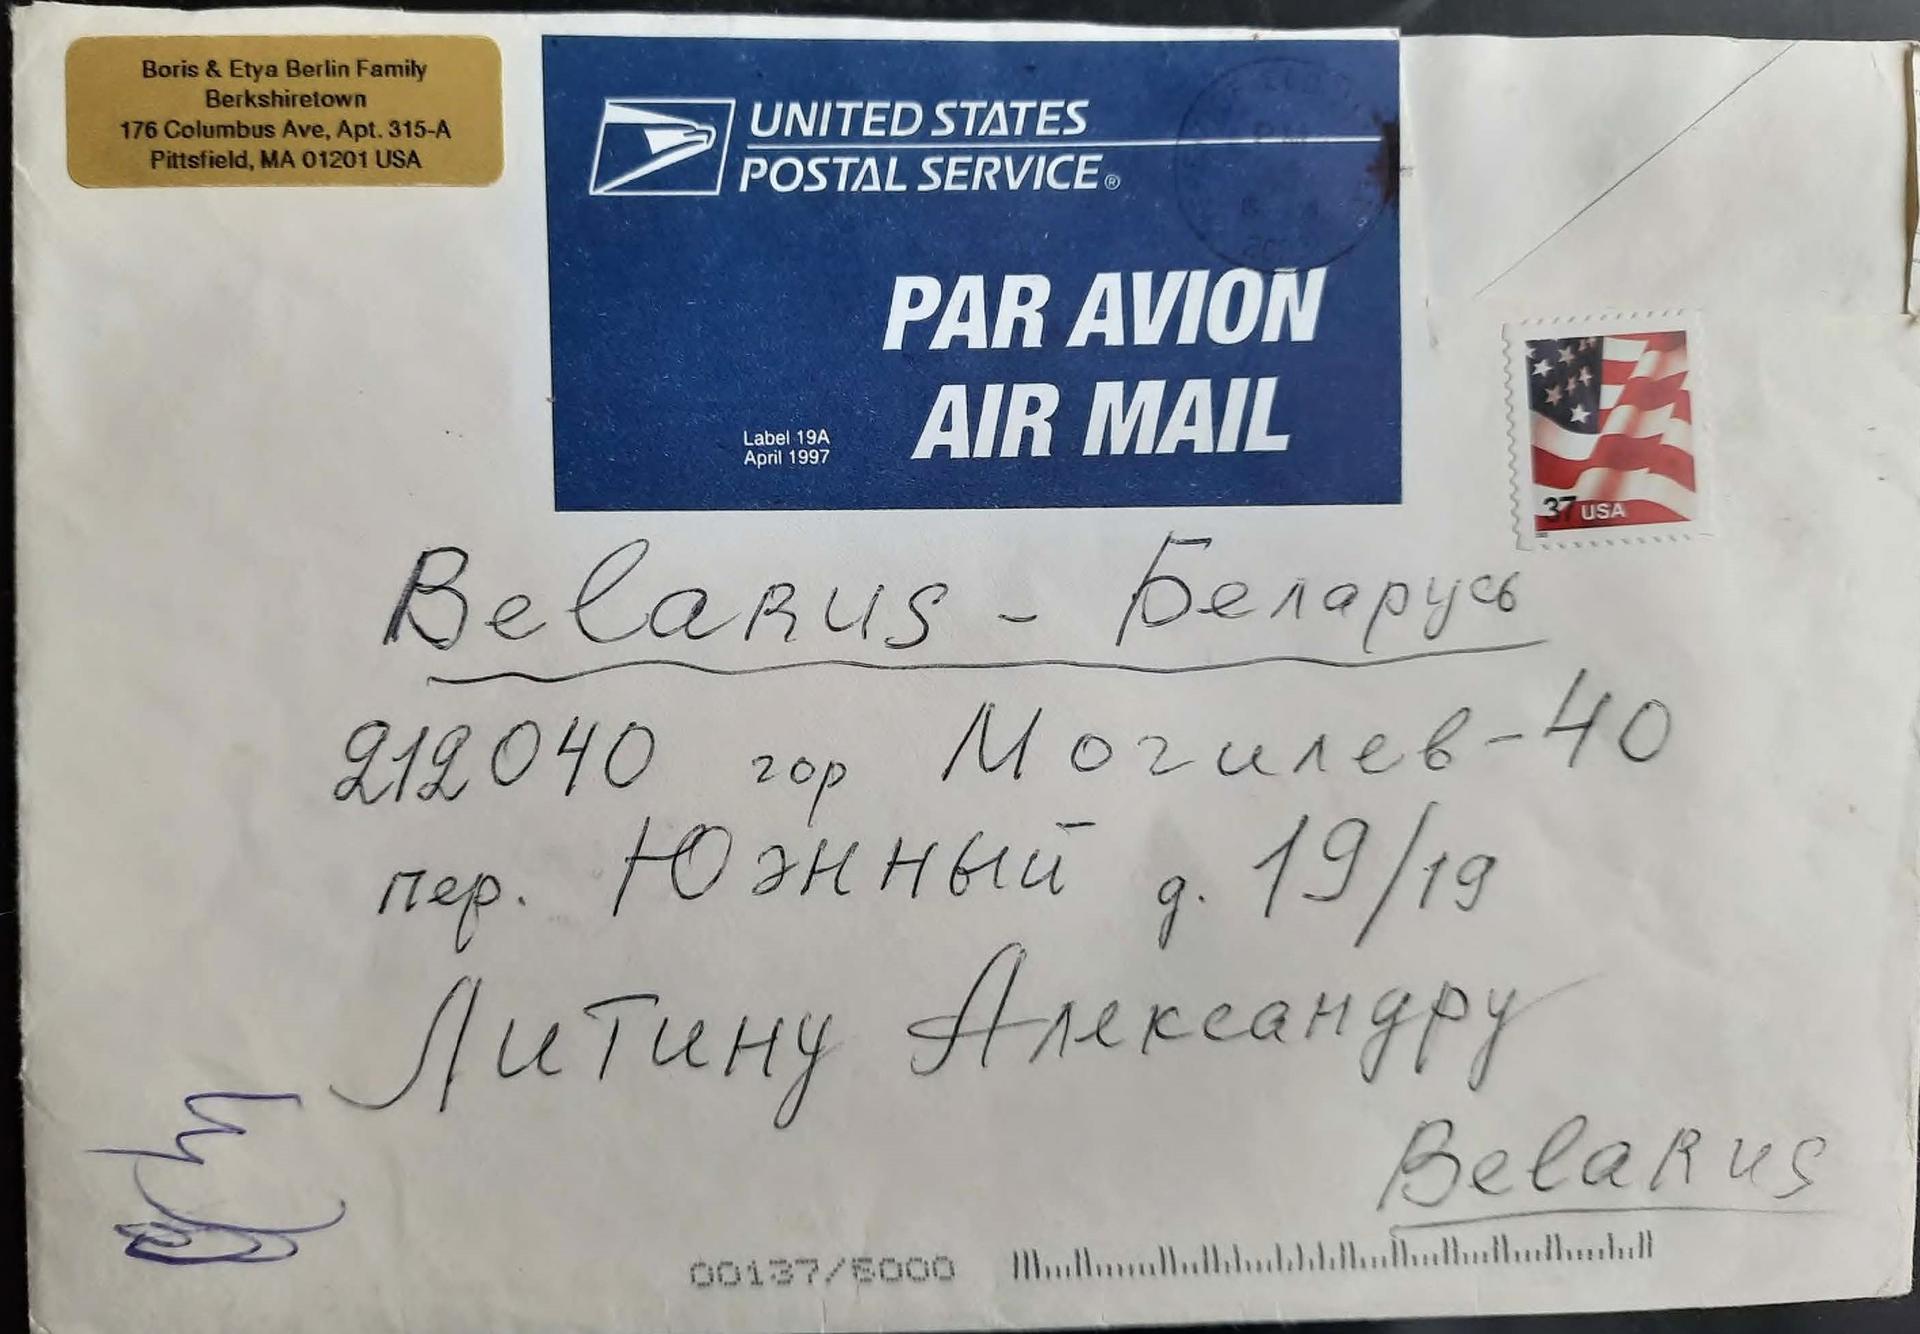 Boris & Etya Berlin Family
Berkshiretown
176 Columbus Ave, Apt. 315-A
Pittsfield, MA 01201 USA
UNITED STATES
POSTAL SERVICE®
PAR AVION
AIR MAIL
Label 19A
April 1997
37 USA
Belarus - Беларусь
212040 гор Могилев-40
пер. Южный д. 19/19
Литину Александру
Belarus
00137/5000